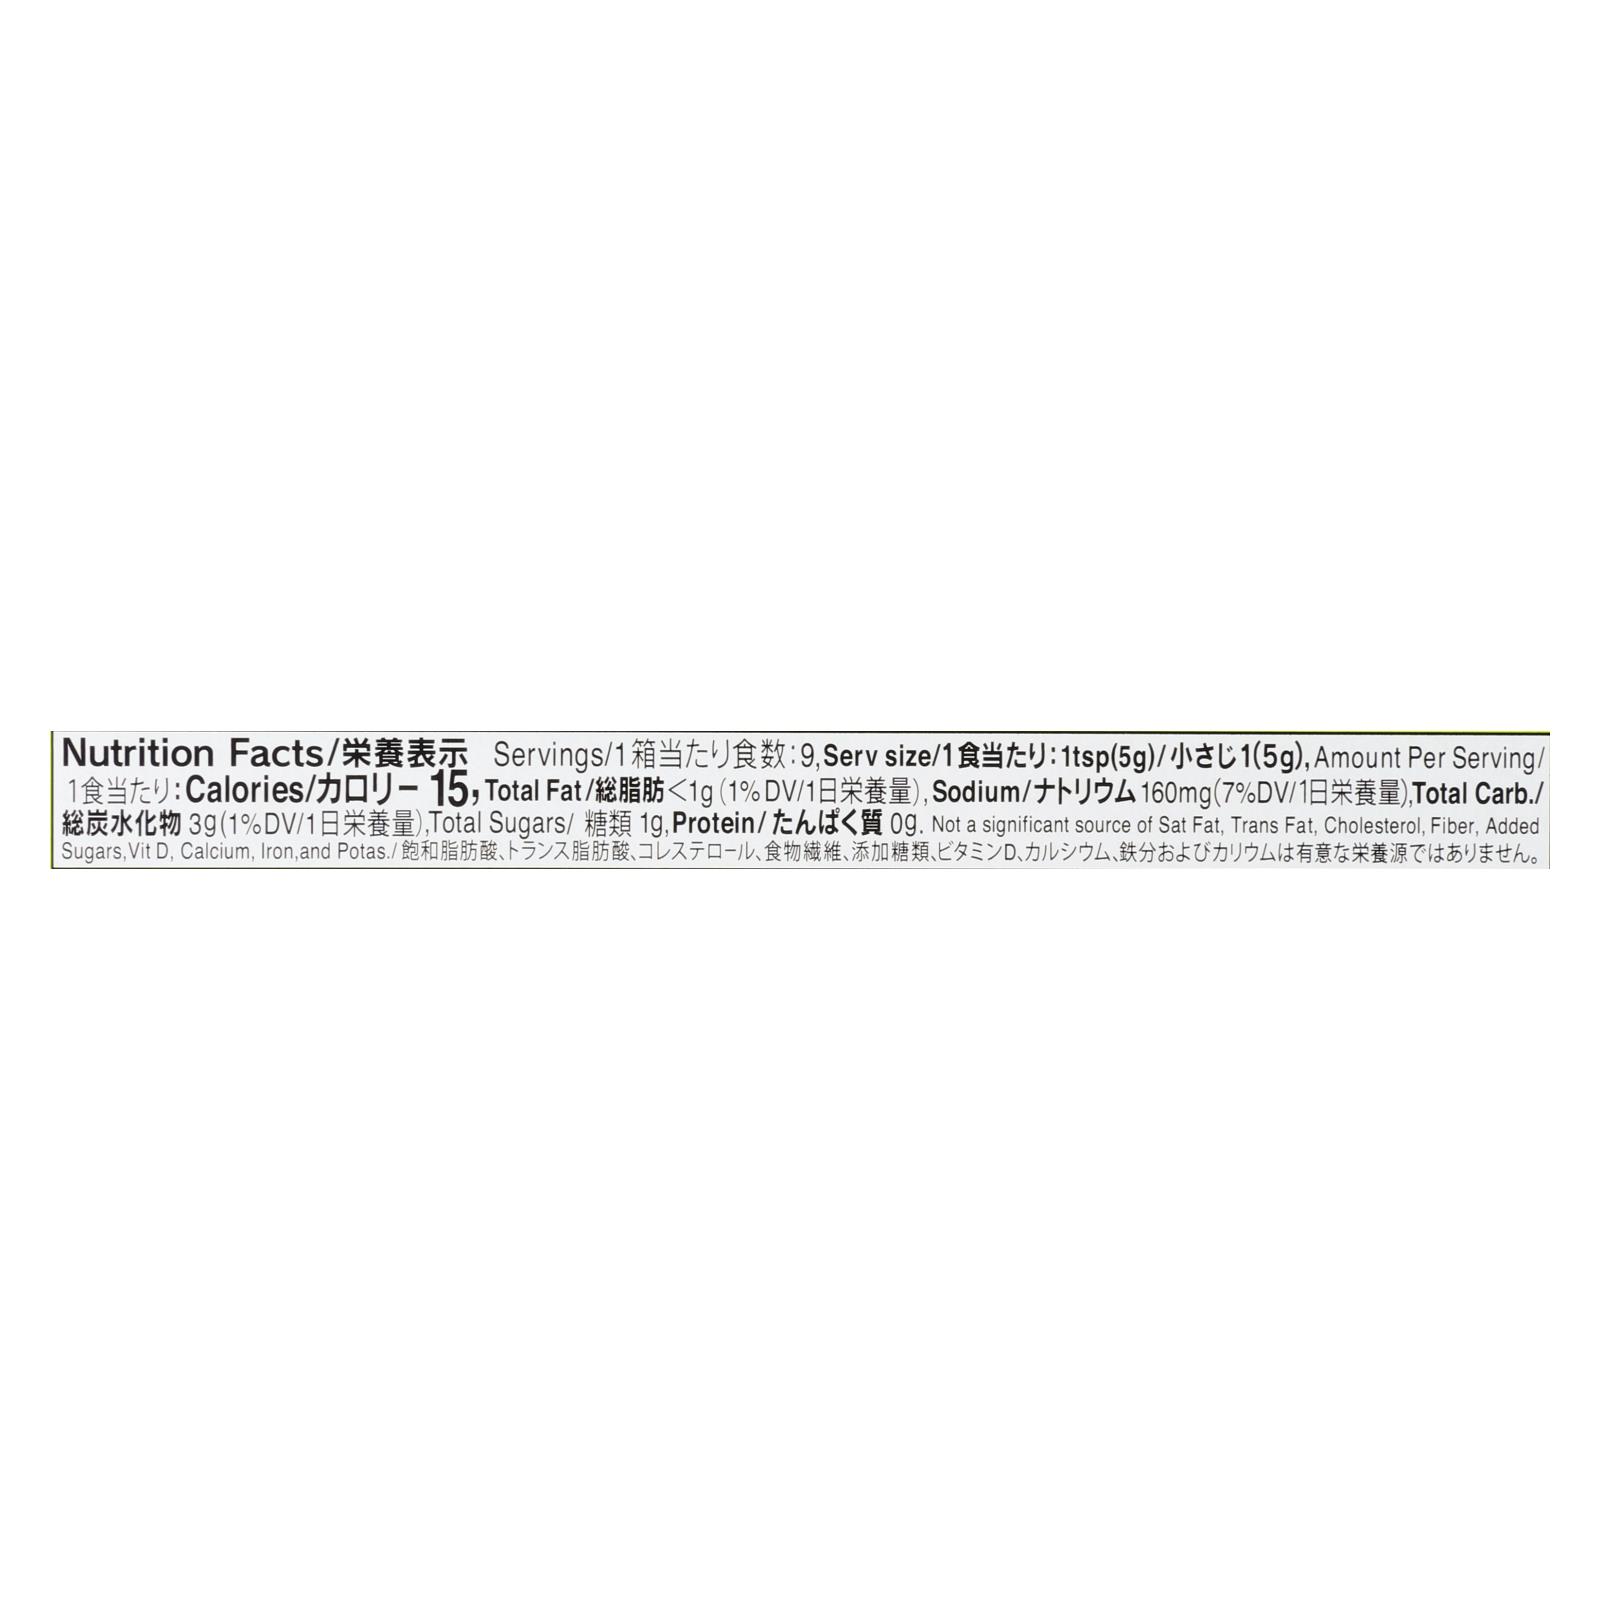 Nutrition Facts/栄養表示 Servings/1箱当たり食数:9,Serv size/1食当たり:1tsp(5g)/小さじ1(5g),Amount Per Serving/
1食当たり:Calories/カロリー 15, Total Fat/総脂肪<1g(1%DV/1日栄養量),Sodium/ナトリウム160mg(7%DV/1日栄養量),Total Carb./
総炭水化物 3g(1%DV/1日栄養量),Total Sugars/ 糖類 1g,Protein/たんぱく質 0g. Not a significant source of Sat Fat, Trans Fat, Cholesterol, Fiber, Added
Sugars,Vit D, Calcium, Iron,and Potas./飽和脂肪酸、トランス脂肪酸、コレステロール、食物繊維、添加糖類、ビタミンD、カルシウム、鉄分およびカリウムは有意な栄養源ではありません。